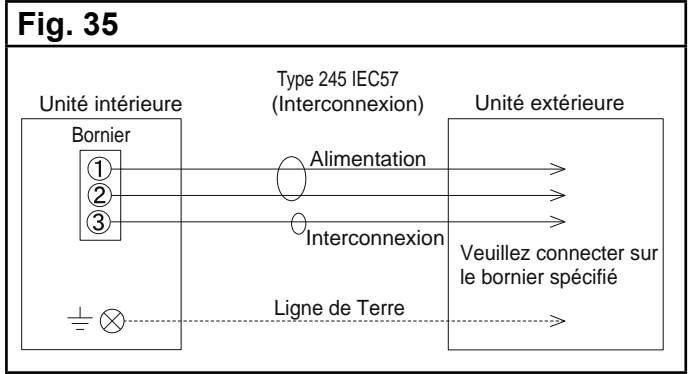 Fig. 35
Type 245 IEC57
(Interconnexion)
Unité intérieure
Unité extérieure
Bornier
1
Alimentation
2
3
Interconnexion
Veuillez connecter sur
le bornier spécifié
Ligne de Terre